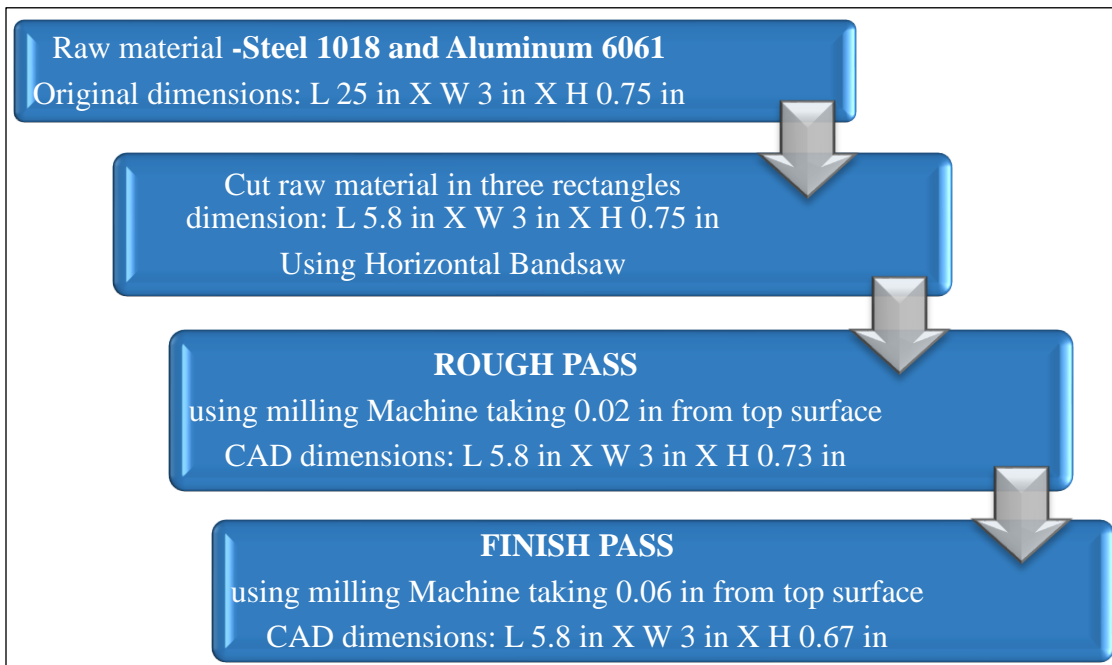 Raw material -Steel 1018 and Aluminum 6061
Original dimensions: L 25 in X W 3 in X H 0.75 in
Cut raw material in three rectangles
dimension: L 5.8 in X W 3 in X H 0.75 in
Using Horizontal Bandsaw
ROUGH PASS
using milling Machine taking 0.02 in from top surface
CAD dimensions: L 5.8 in X W 3 in X H 0.73 in
FINISH PASS
using milling Machine taking 0.06 in from top surface
CAD dimensions: L 5.8 in X W 3 in X H 0.67 in